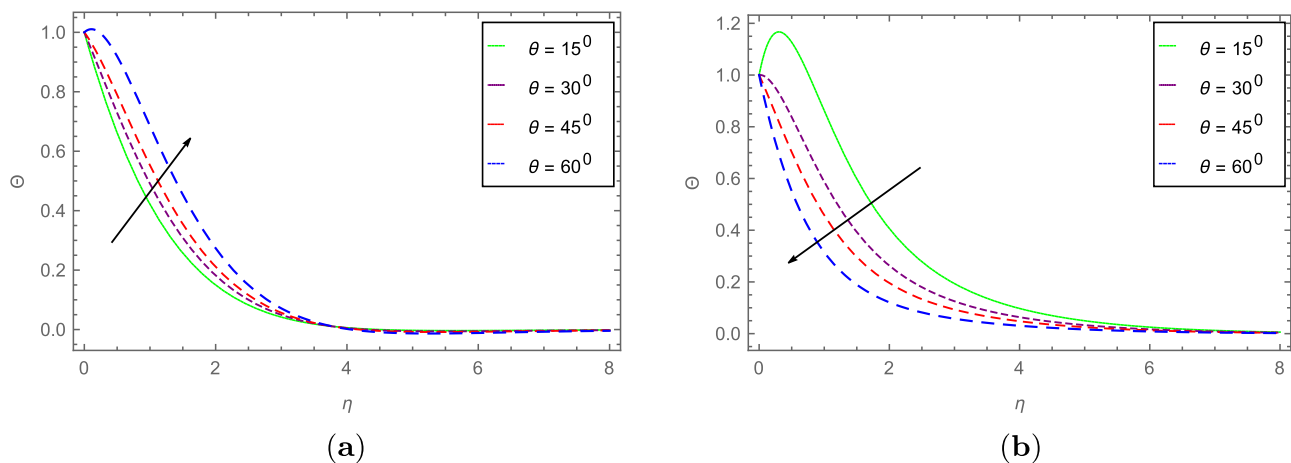 1.0
0.8
0.6
0.4
0.2
0.0
Θ
0 2 4 6 8
η
θ = 15⁰
θ = 30⁰
θ = 45⁰
θ = 60⁰
(a)
1.2
1.0
0.8
0.6
0.4
0.2
0.0
Θ
0 2 4 6 8
η
θ = 15⁰
θ = 30⁰
θ = 45⁰
θ = 60⁰
(b)